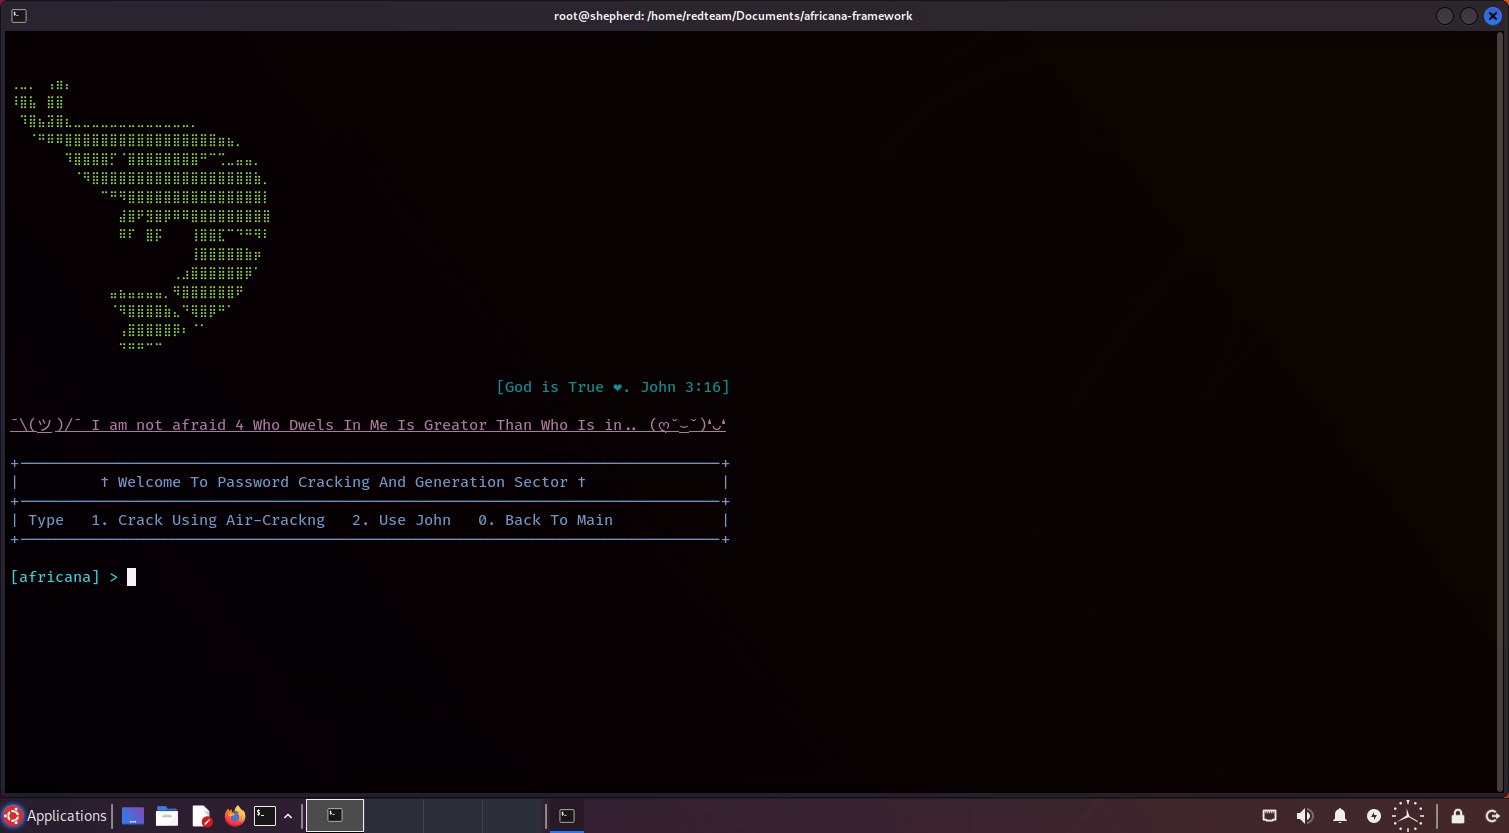 root@shepherd: /home/redteam/Documents/africana-framework
[God is True ❤. John 3:16]
¯\(ツ)/¯ I am not afraid 4 Who Dwels In Me Is Greator Than Who Is in.. (ღ˘⌣˘)❛◡❛
† Welcome To Password Cracking And Generation Sector †
| Type   1. Crack Using Air-Crackng   2. Use John   0. Back To Main |
[africana] >
Applications